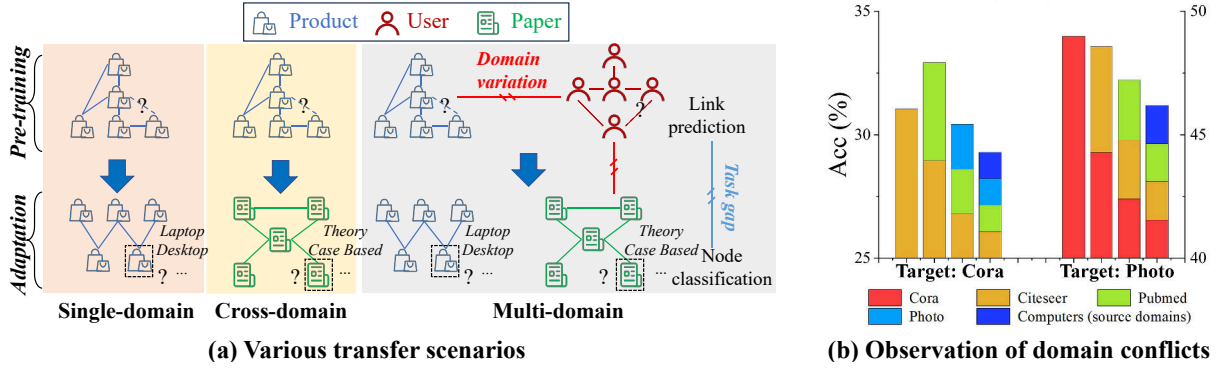 Product User Paper
Pre-training
Adaptation
?
?
Domain
variation
?
?
Link
prediction
Task gap
Laptop
Desktop
? ...
Theory
Case Based
? ...
Laptop
Desktop
? ...
Theory
Case Based
? ...
Node
classification
Single-domain Cross-domain Multi-domain
(a) Various transfer scenarios
Acc (%)
35
30
25
50
45
40
Target: Cora Target: Photo
Cora Citeseer Pubmed
Photo Computers (source domains)
(b) Observation of domain conflicts